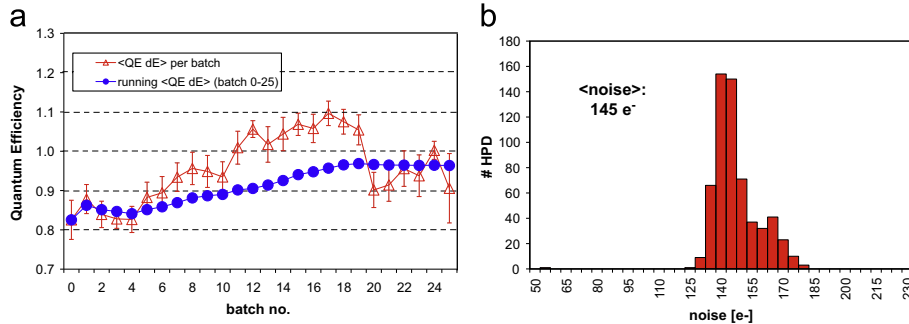 a
1.3
1.2
1.1
1.0
0.9
0.8
0.7
Quantum Efficiency
<QE dE> per batch
running <QE dE> (batch 0-25)
0 2 4 6 8 10 12 14 16 18 20 22 24
batch no.
b
180
160
140
120
100
80
60
40
20
0
# HPD
<noise>:
145 e-
50 65 80 95 110 125 140 155 170 185 200 215 230
noise [e-]